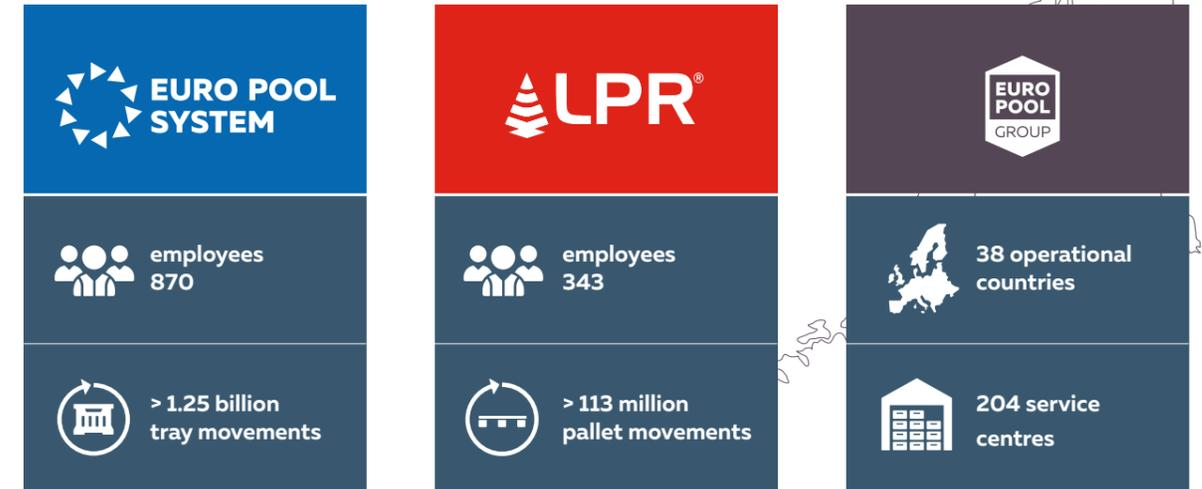 EURO POOL
SYSTEM
employees
870
> 1.25 billion
tray movements
LPR®
employees
343
> 113 million
pallet movements
EURO
POOL
GROUP
38 operational
countries
204 service
centres